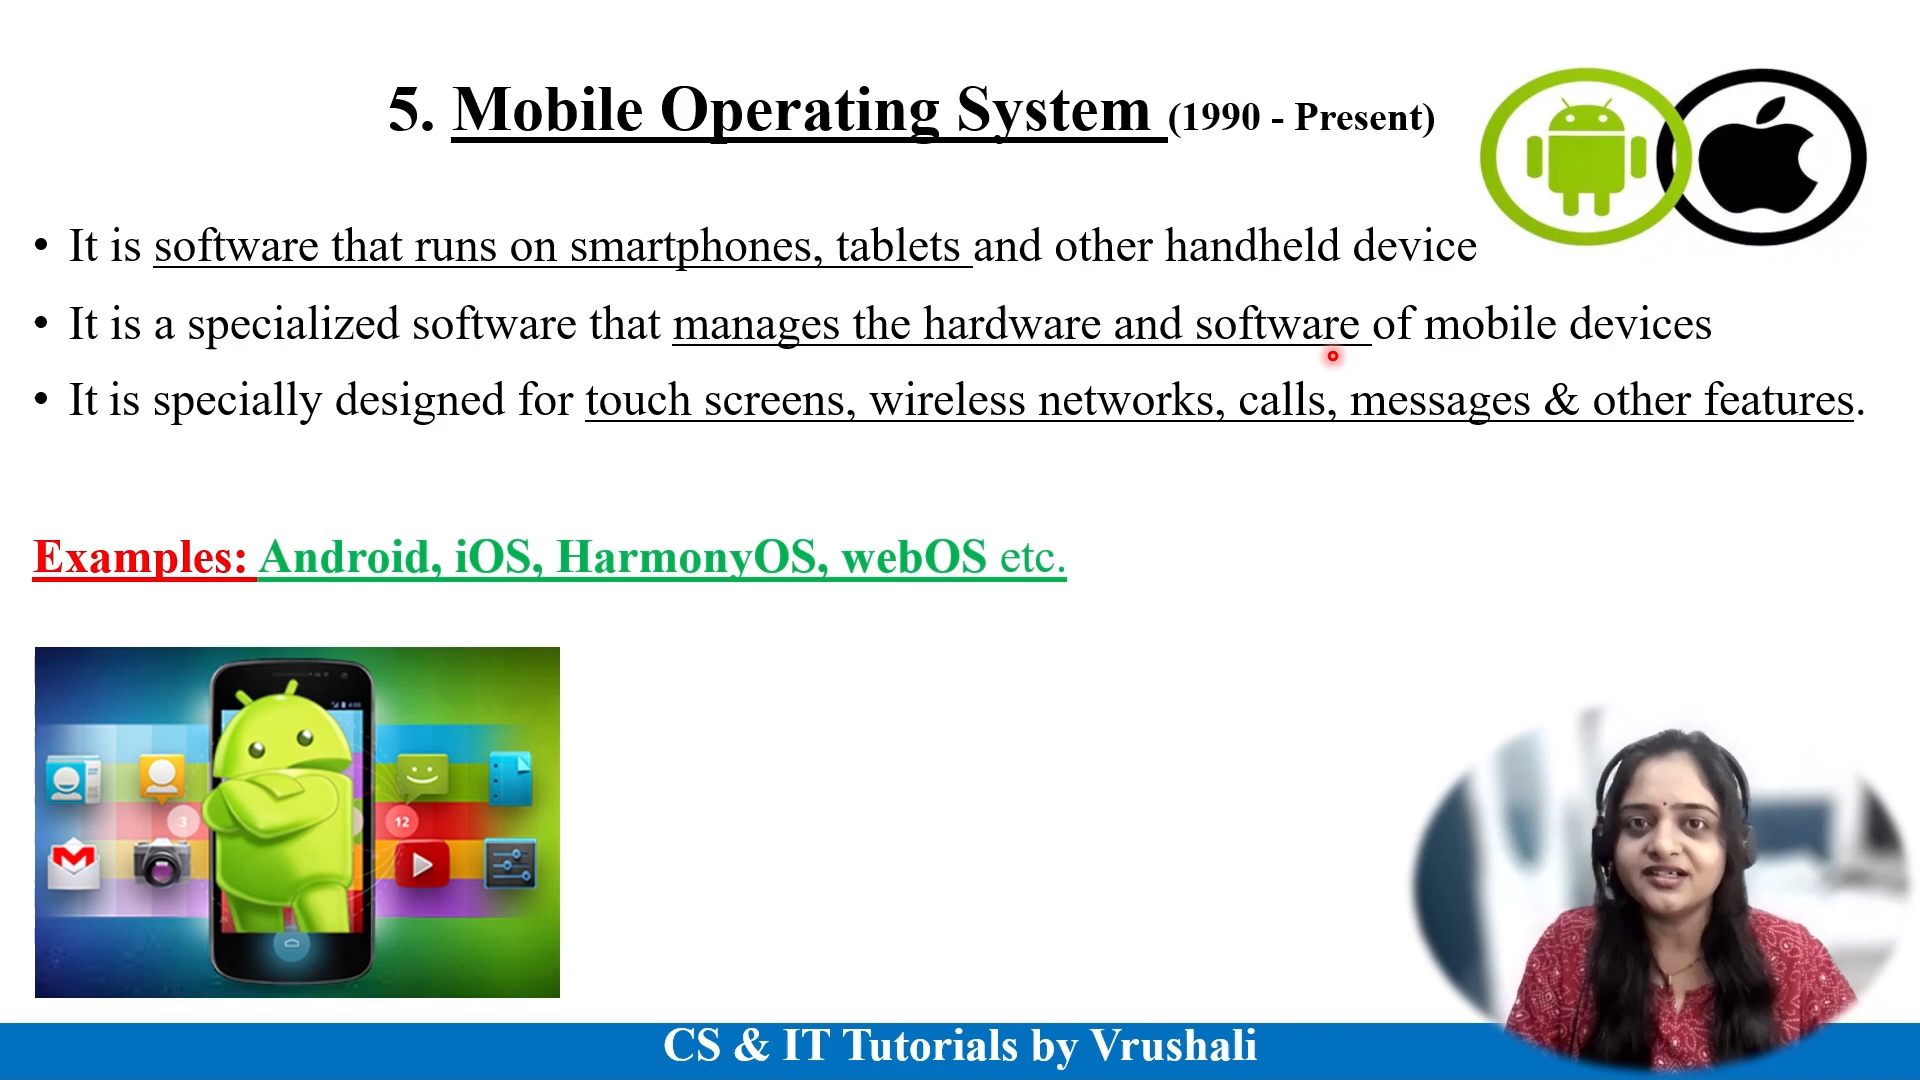 5. Mobile Operating System (1990 - Present)
• It is software that runs on smartphones, tablets and other handheld device
• It is a specialized software that manages the hardware and software of mobile devices
• It is specially designed for touch screens, wireless networks, calls, messages & other features.
Examples: Android, iOS, HarmonyOS, webOS etc.
3
12
CS & IT Tutorials by Vrushali